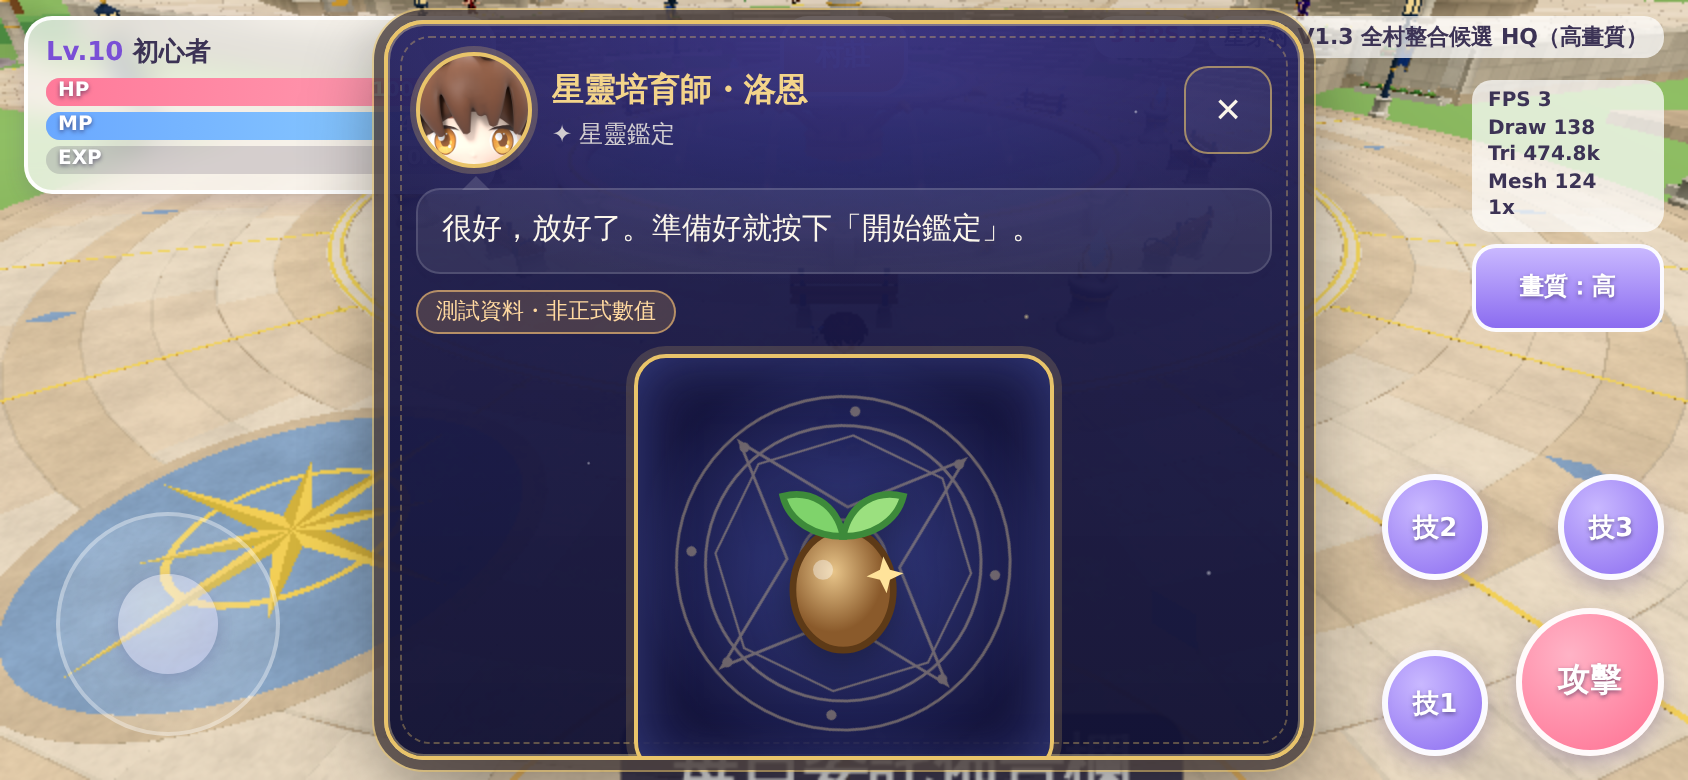 Lv.10 初心者
HP
MP
EXP
星靈培育師・洛恩
✦ 星靈鑑定
×
很好，放好了。準備好就按下「開始鑑定」。
測試資料・非正式數值
V1.3 全村整合候選 HQ（高畫質）
FPS 3
Draw 138
Tri 474.8k
Mesh 124
1x
畫質：高
技2
技3
技1
攻擊